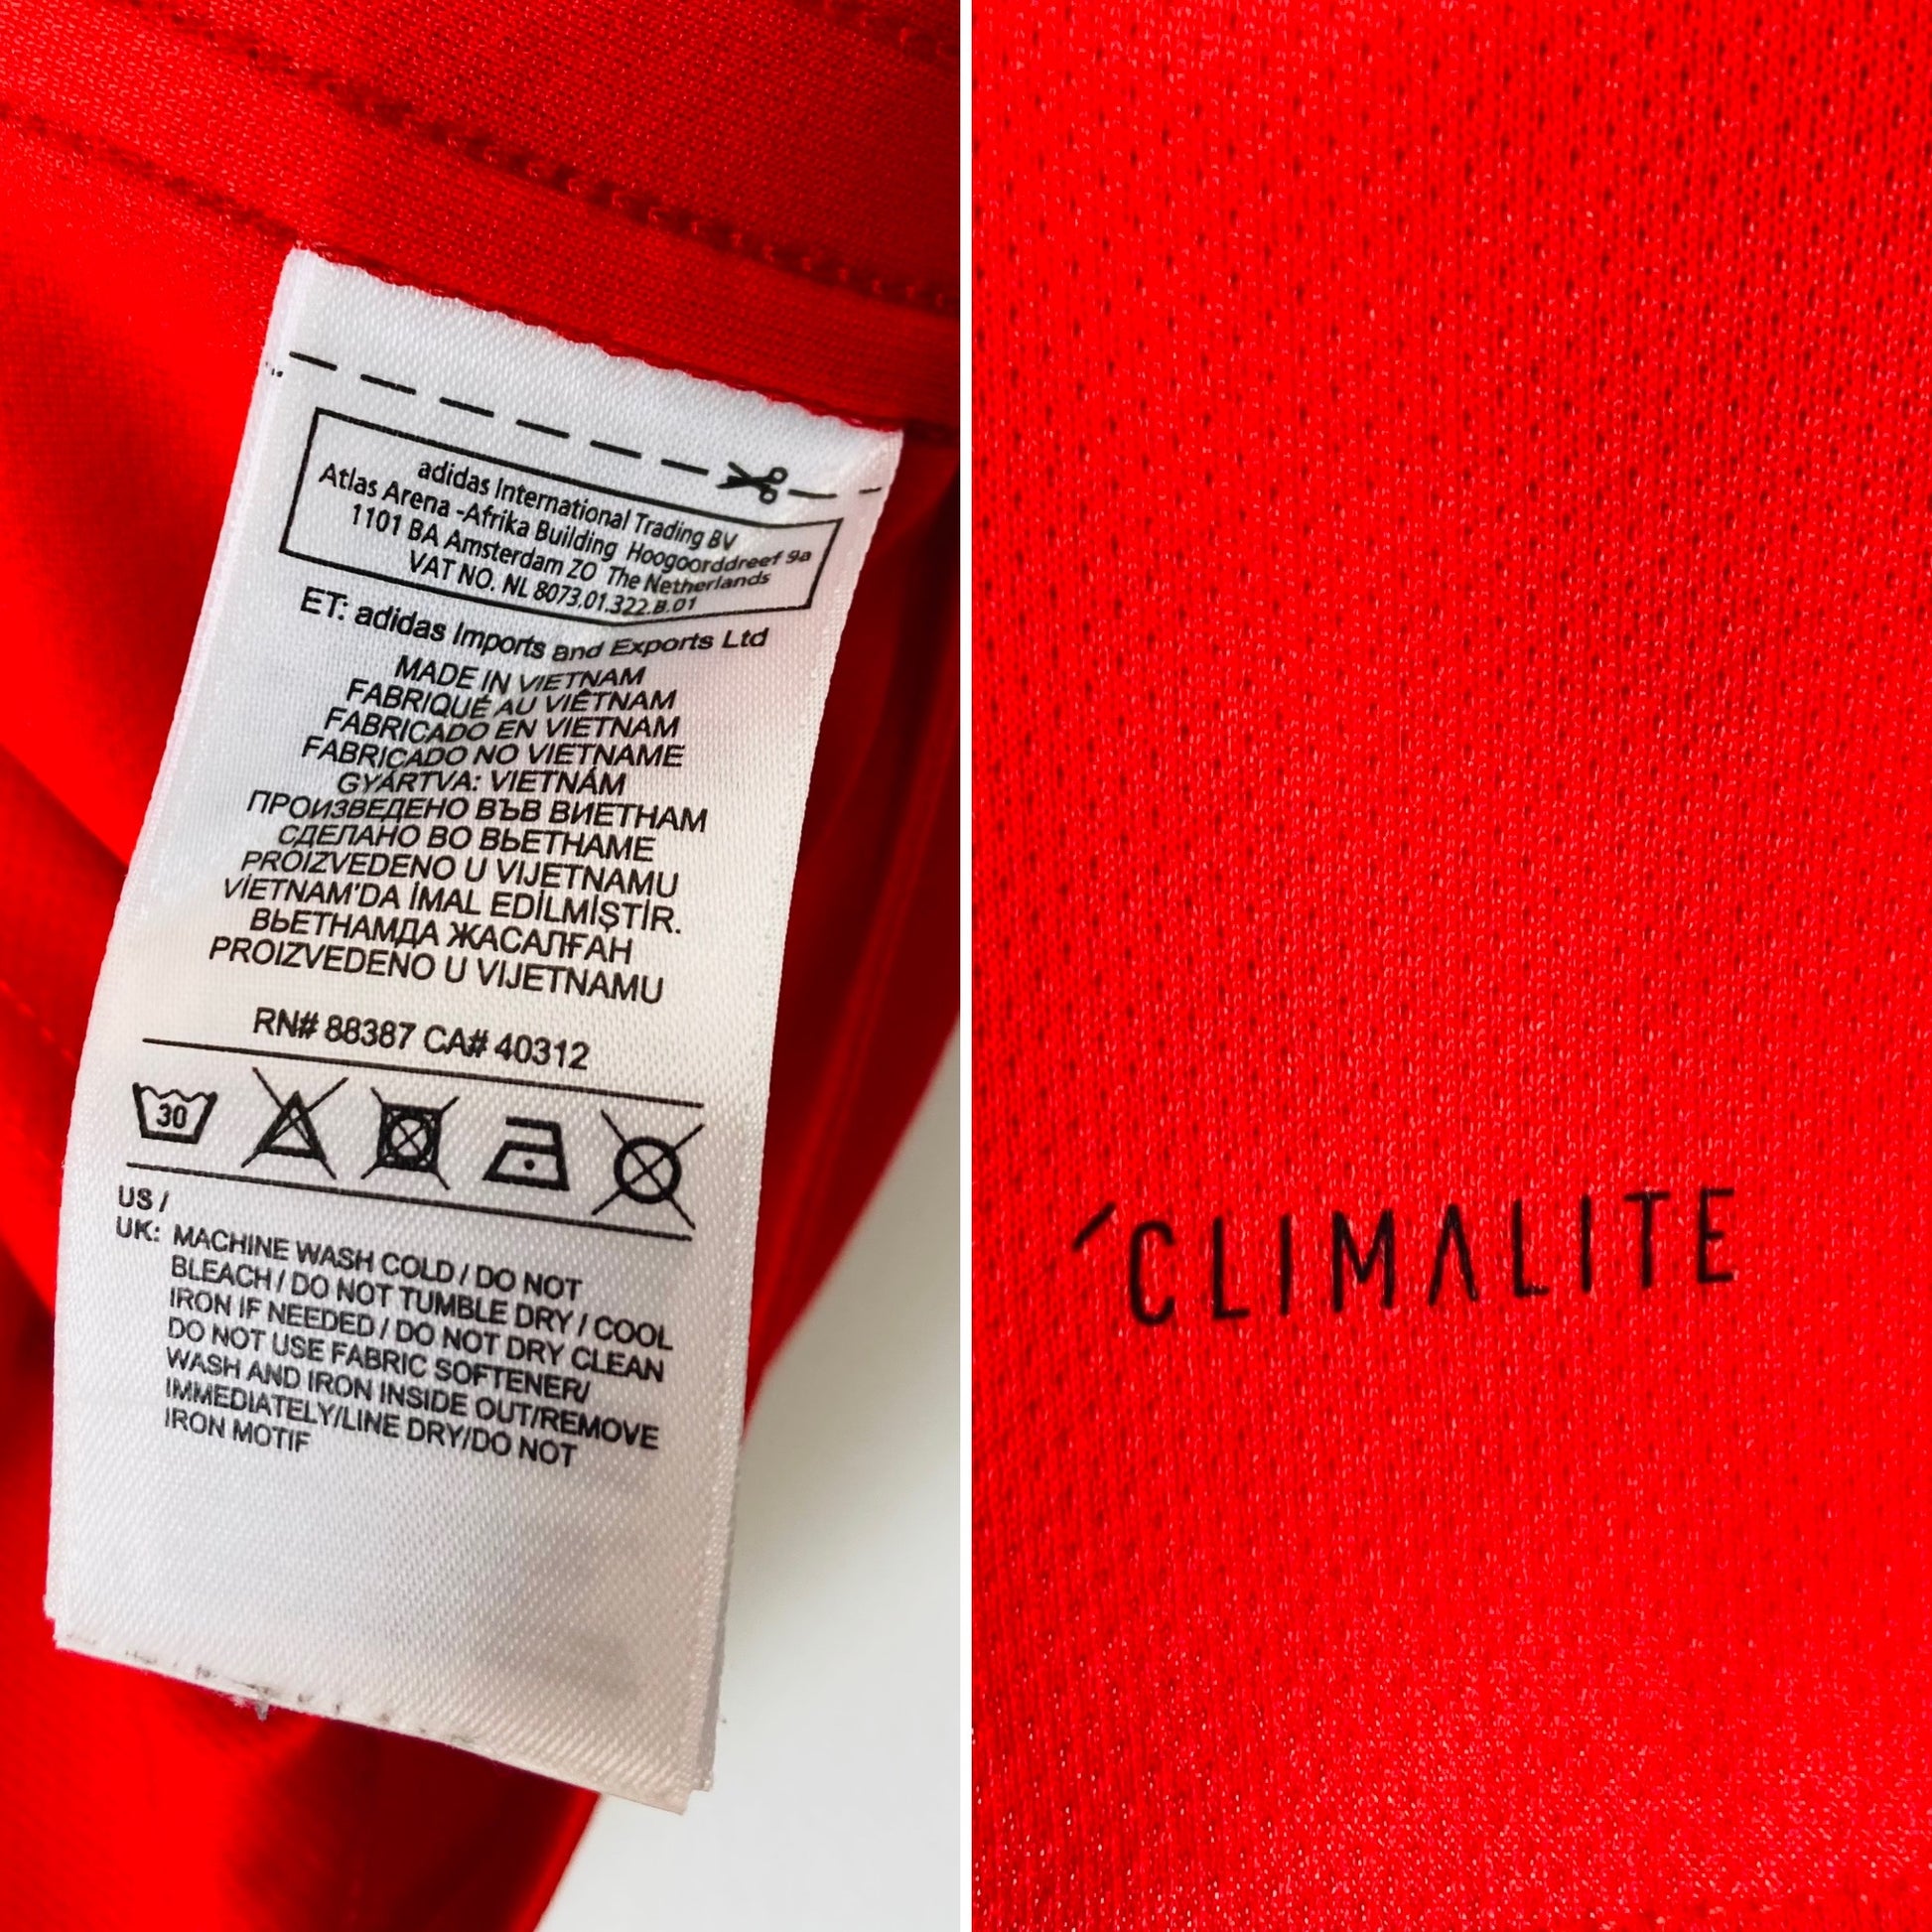 adidas International Trading BV
Atlas Arena -Afrika Building Hoogoorddreef 9a
1101 BA Amsterdam ZO The Netherlands
VAT NO. NL 8073.01.322.B.01
ET: adidas Imports and Exports Ltd
MADE IN VIETNAM
FABRIQUÉ AU VIÊTNAM
FABRICADO EN VIETNAM
FABRICADO NO VIETNAME
GYÁRTVA: VIETNÁM
ПРОИЗВЕДЕНО ВЪВ ВИЕТНАМ
СДЕЛАНО ВО ВЬЕТНАМЕ
PROIZVEDENO U VIJETNAMU
VİETNAM'DA İMAL EDİLMİŞTİR.
ВЬЕТНАМДА ЖАСАЛҒАН
PROIZVEDENO U VIJETNAMU
RN# 88387 CA# 40312
30
US /
UK: MACHINE WASH COLD / DO NOT
BLEACH / DO NOT TUMBLE DRY / COOL
IRON IF NEEDED / DO NOT DRY CLEAN
DO NOT USE FABRIC SOFTENER/
WASH AND IRON INSIDE OUT/REMOVE
IMMEDIATELY/LINE DRY/DO NOT
IRON MOTIF
CLIMALITE